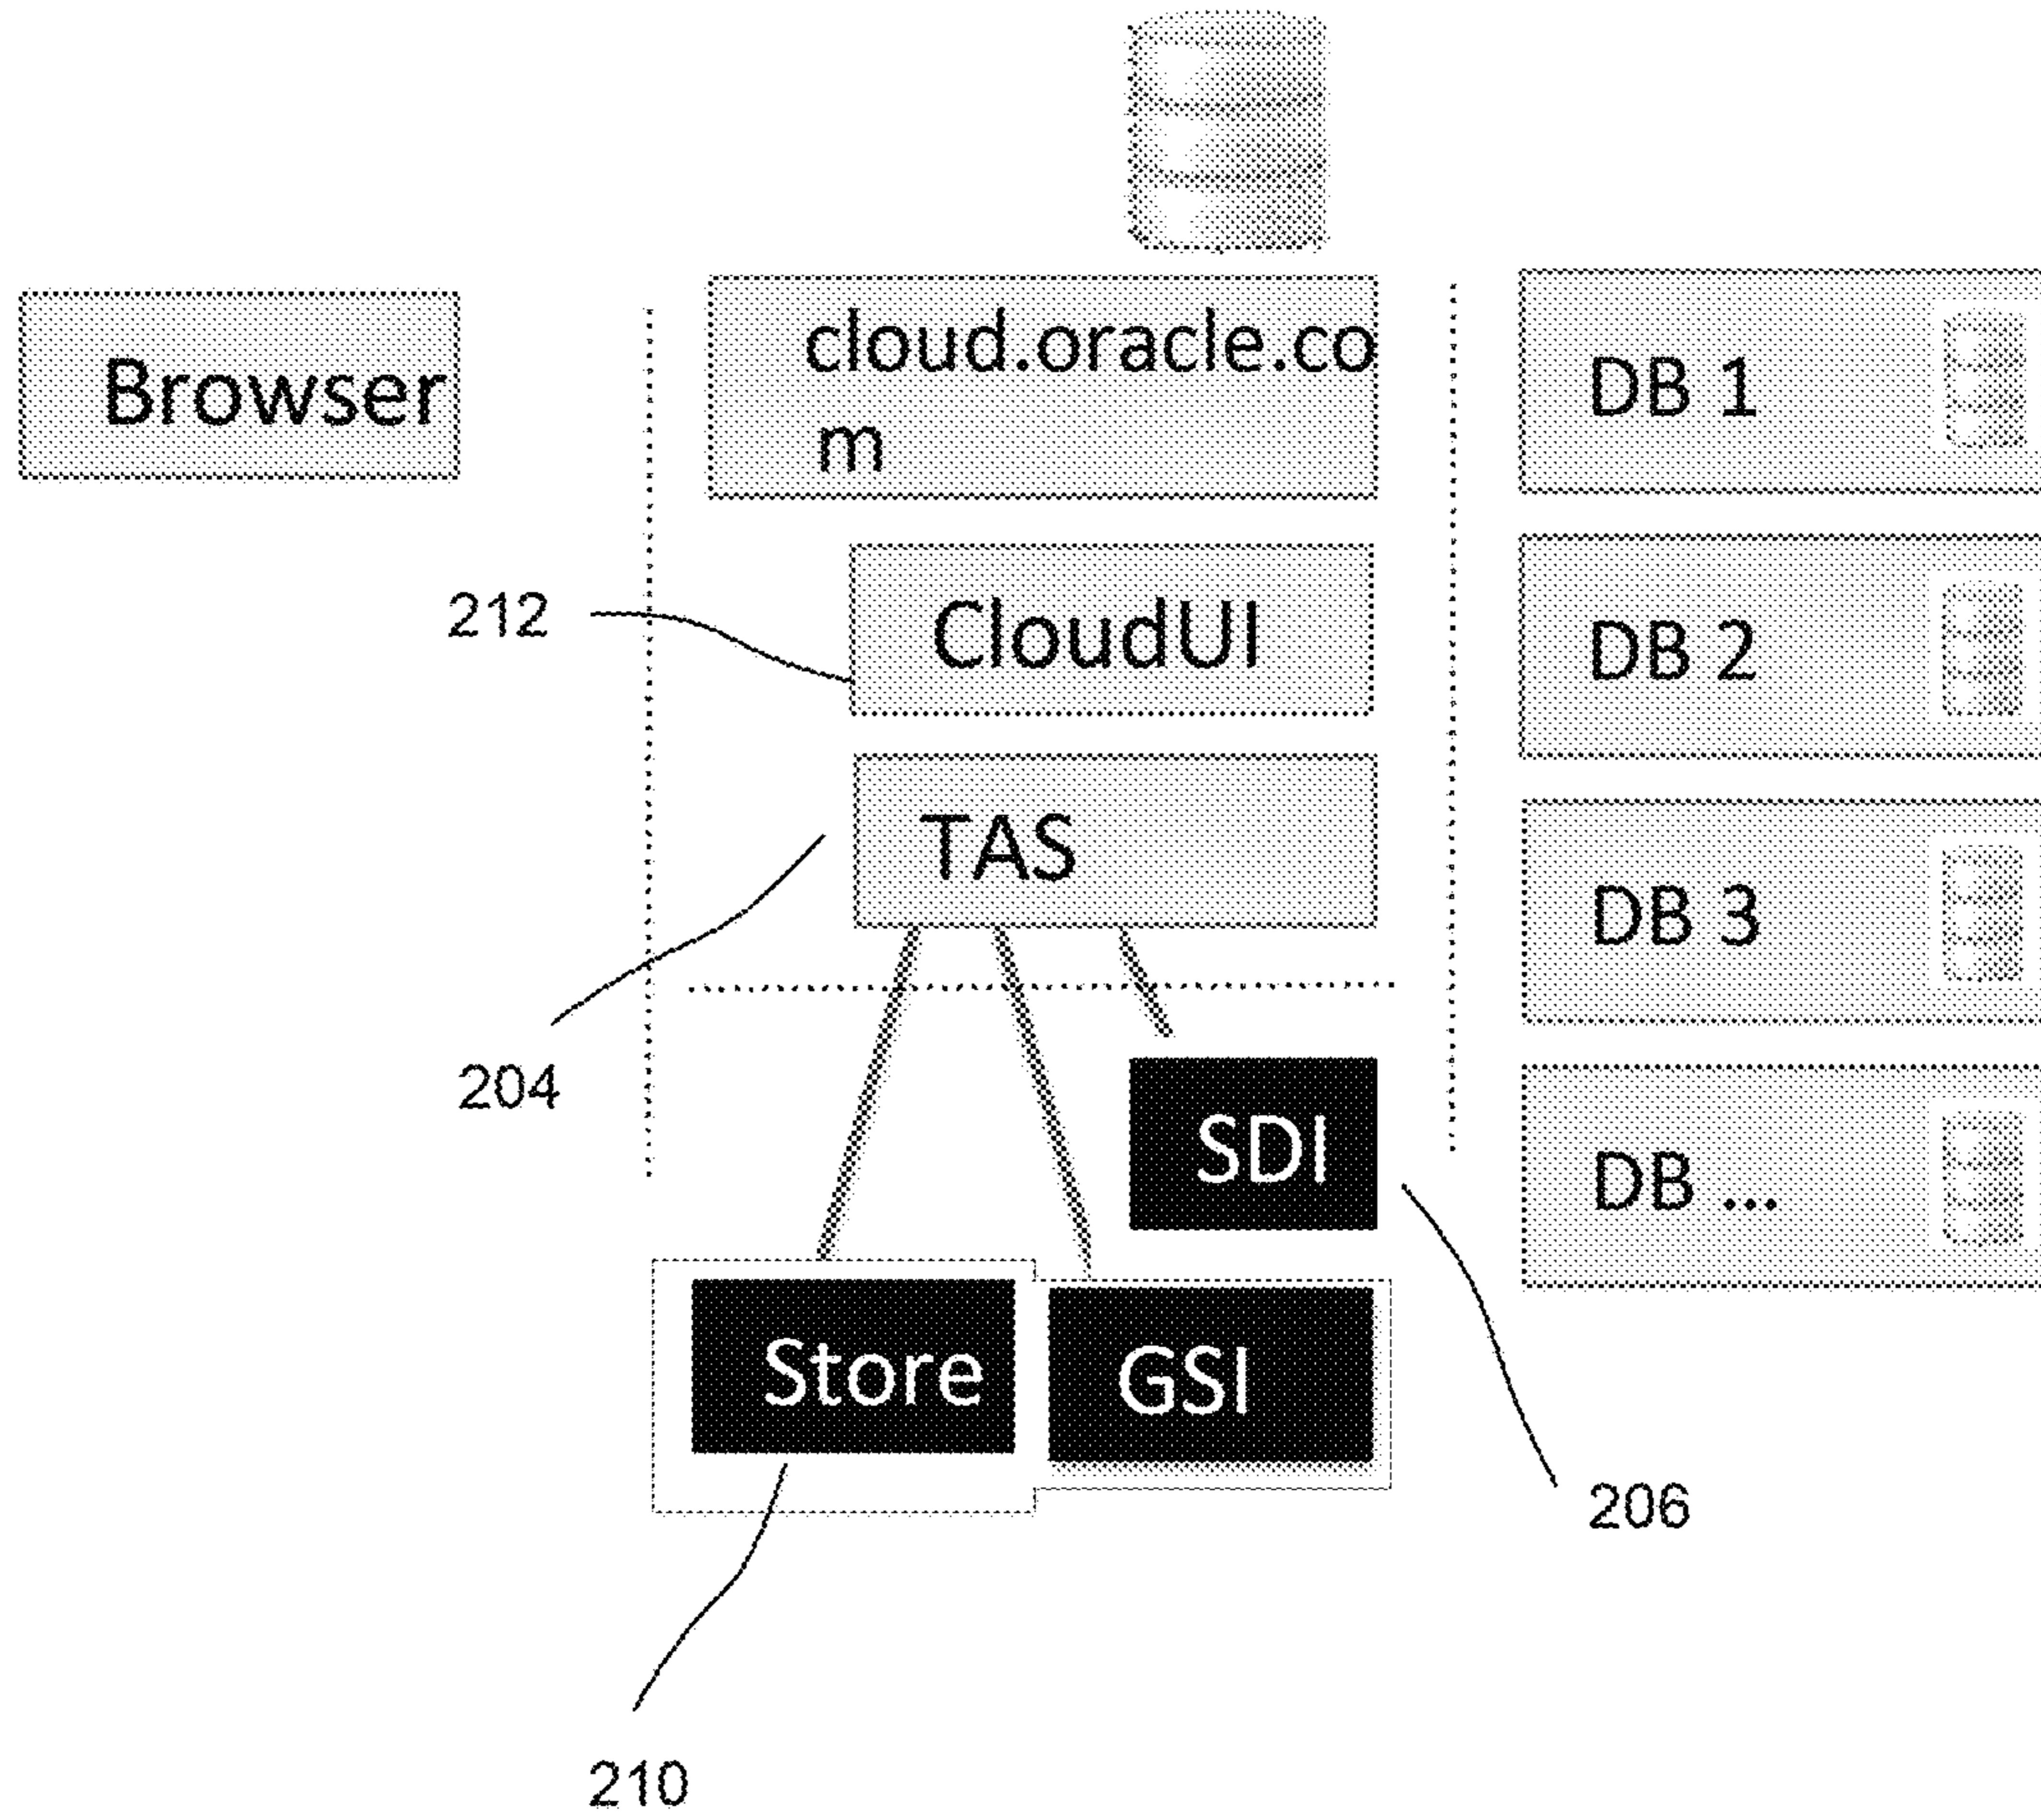 Browser
cloud.oracle.co
m
DB 1
212
CloudUI
DB 2
TAS
204
DB 3
SDI
DB ...
Store
GSI
206
210